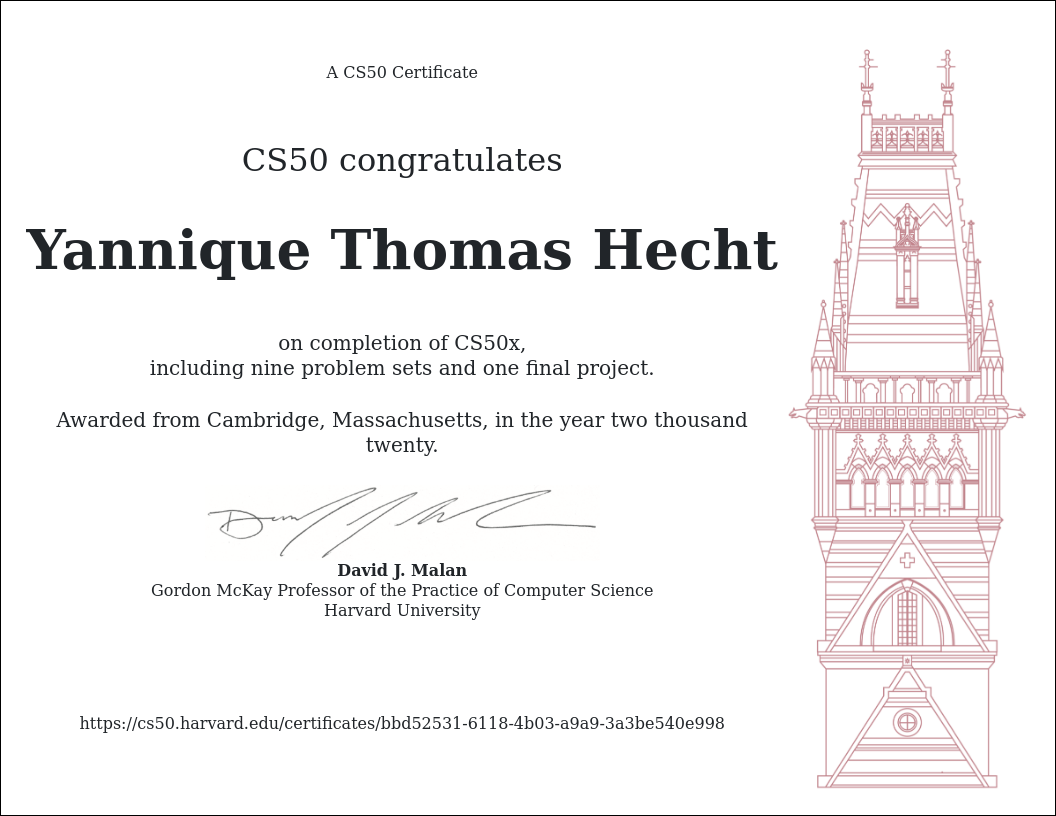 A CS50 Certificate
CS50 congratulates
Yannique Thomas Hecht
on completion of CS50x,
including nine problem sets and one final project.
Awarded from Cambridge, Massachusetts, in the year two thousand
twenty.
David J. Malan
Gordon McKay Professor of the Practice of Computer Science
Harvard University
https://cs50.harvard.edu/certificates/bbd52531-6118-4b03-a9a9-3a3be540e998